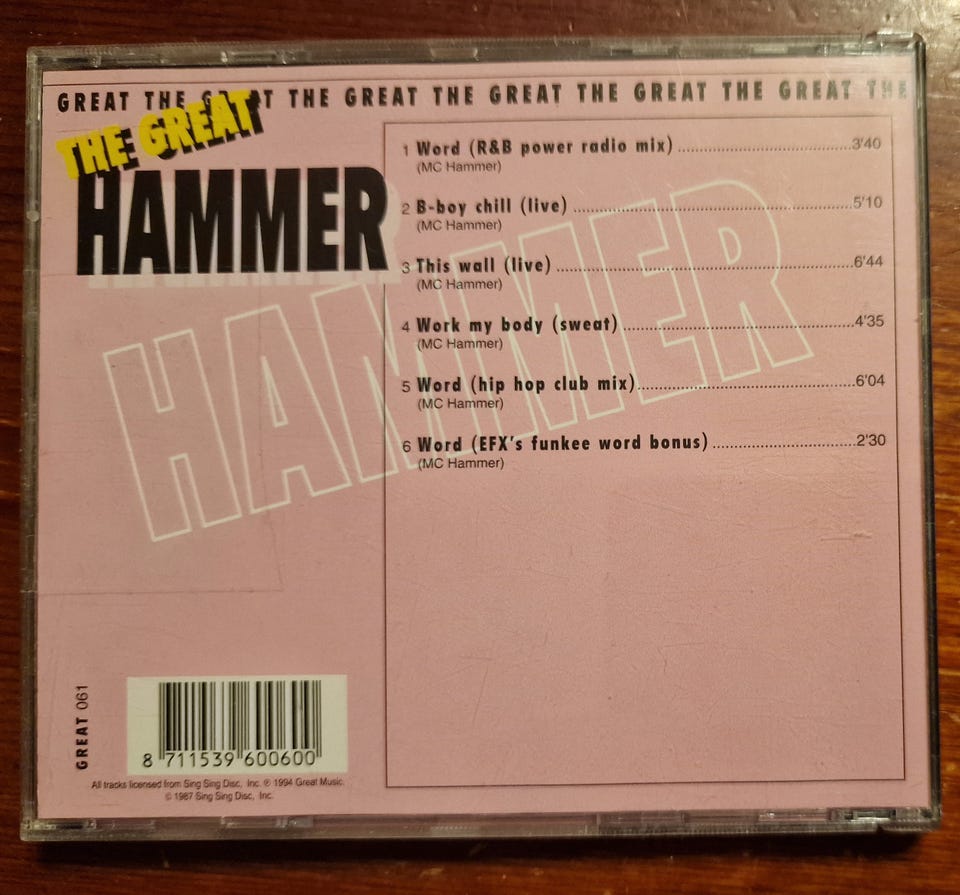 GREAT THE GREAT THE GREAT THE GREAT THE GREAT THE GREAT THE
THE GREAT
HAMMER
HAMMER
1 Word (R&B power radio mix) ........ 3'40
(MC Hammer)
2 B-boy chill (live) ........ 5'10
(MC Hammer)
3 This wall (live) ........ 6'44
(MC Hammer)
4 Work my body (sweat) ........ 4'35
(MC Hammer)
5 Word (hip hop club mix) ........ 6'04
(MC Hammer)
6 Word (EFX's funkee word bonus) ........ 2'30
(MC Hammer)
GREAT 061
8 711539 600600
All tracks licensed from Sing Sing Disc, Inc. ℗ 1994 Great Music.
© 1987 Sing Sing Disc, Inc.